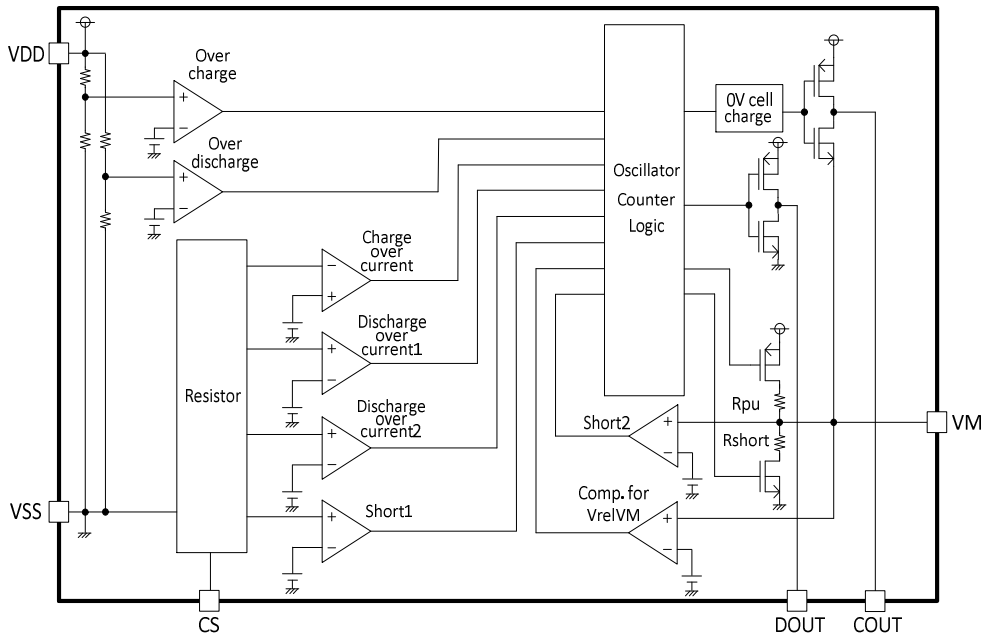 VDD
Over
charge
+
−
Over
discharge
+
−
0V cell
charge
Oscillator
Counter
Logic
Charge
over
current
−
+
Discharge
over
current1
+
−
Resistor
Discharge
over
current2
+
−
Short1
+
−
Rpu
Rshort
Short2
+
−
VM
Comp. for
VrelVM
+
−
VSS
CS
DOUT
COUT